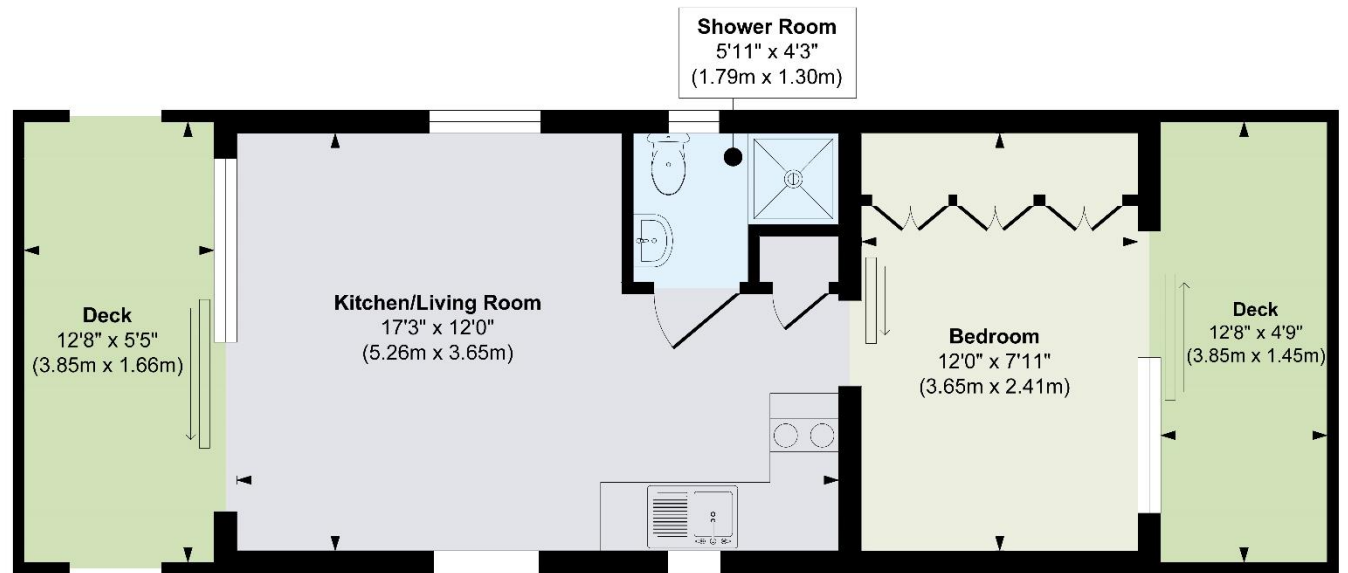 Shower Room
5'11" x 4'3"
(1.79m x 1.30m)
Deck
12'8" x 5'5"
(3.85m x 1.66m)
Kitchen/Living Room
17'3" x 12'0"
(5.26m x 3.65m)
Bedroom
12'0" x 7'11"
(3.65m x 2.41m)
Deck
12'8" x 4'9"
(3.85m x 1.45m)